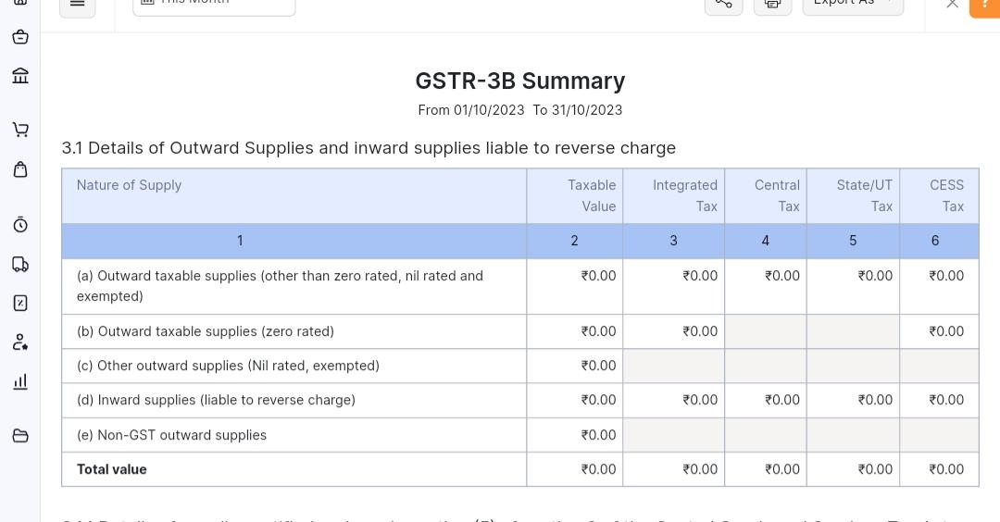 This Month
Export As
?
GSTR-3B Summary
From 01/10/2023 To 31/10/2023
3.1 Details of Outward Supplies and inward supplies liable to reverse charge
Nature of Supply Taxable Value Integrated Tax Central Tax State/UT Tax CESS Tax
1 2 3 4 5 6
(a) Outward taxable supplies (other than zero rated, nil rated and exempted) ₹0.00 ₹0.00 ₹0.00 ₹0.00 ₹0.00
(b) Outward taxable supplies (zero rated) ₹0.00 ₹0.00 ₹0.00
(c) Other outward supplies (Nil rated, exempted) ₹0.00
(d) Inward supplies (liable to reverse charge) ₹0.00 ₹0.00 ₹0.00 ₹0.00 ₹0.00
(e) Non-GST outward supplies ₹0.00
Total value ₹0.00 ₹0.00 ₹0.00 ₹0.00 ₹0.00